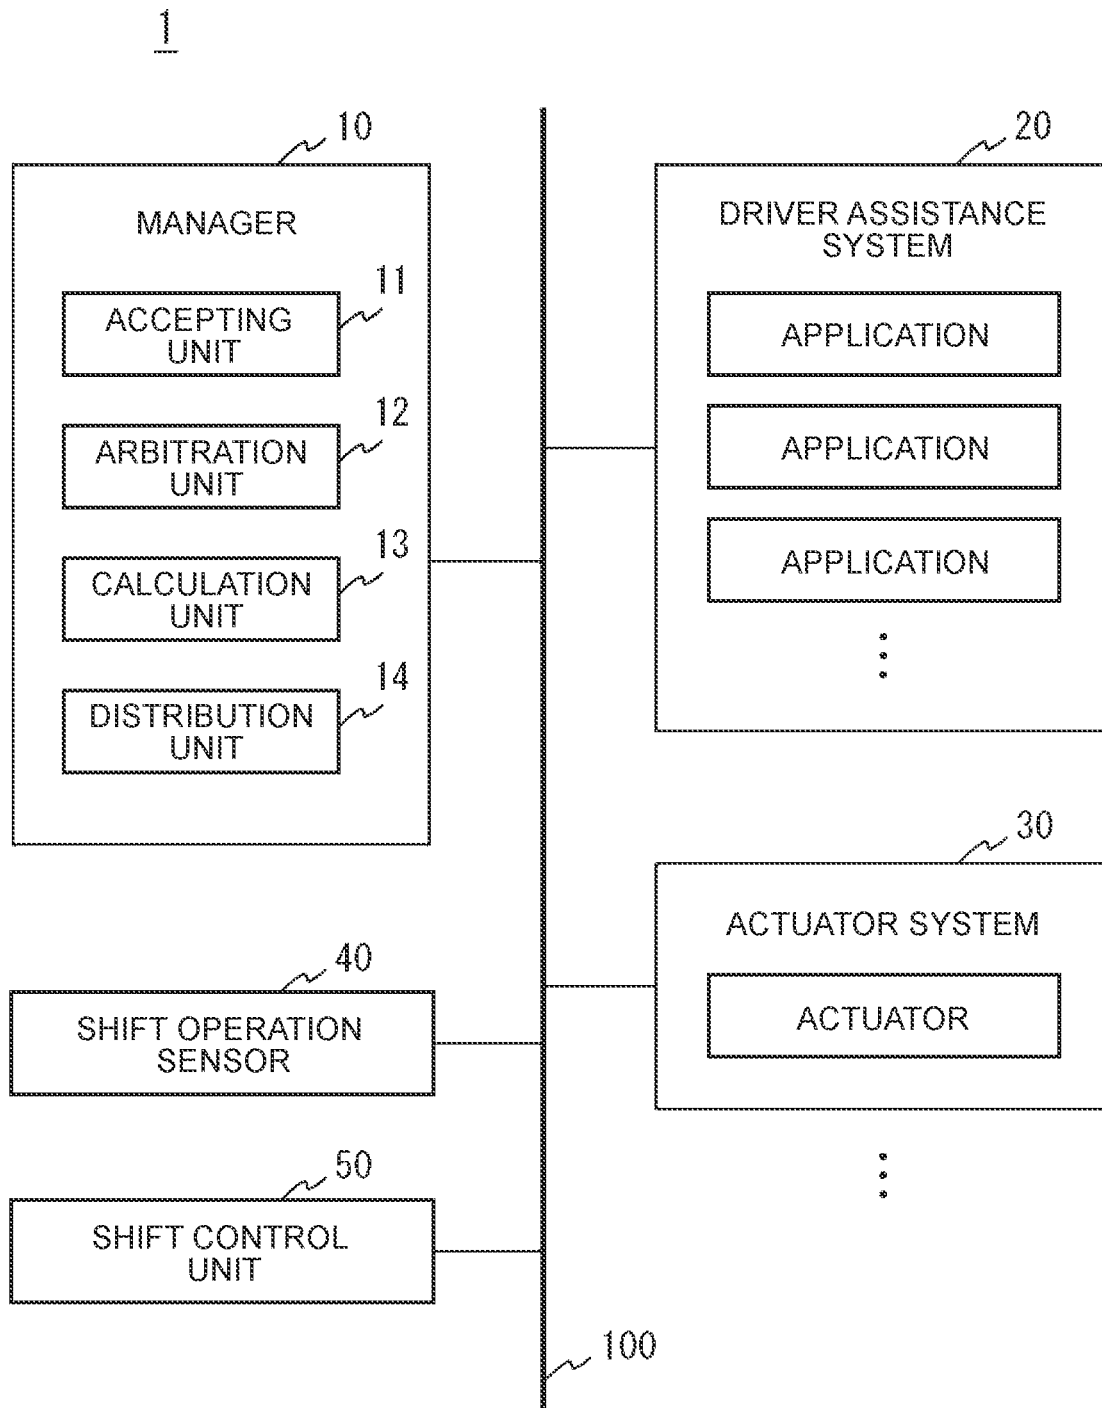 1
10
MANAGER
11
ACCEPTING
UNIT
12
ARBITRATION
UNIT
13
CALCULATION
UNIT
14
DISTRIBUTION
UNIT
40
SHIFT OPERATION
SENSOR
50
SHIFT CONTROL
UNIT
20
DRIVER ASSISTANCE
SYSTEM
APPLICATION
APPLICATION
APPLICATION
30
ACTUATOR SYSTEM
ACTUATOR
100